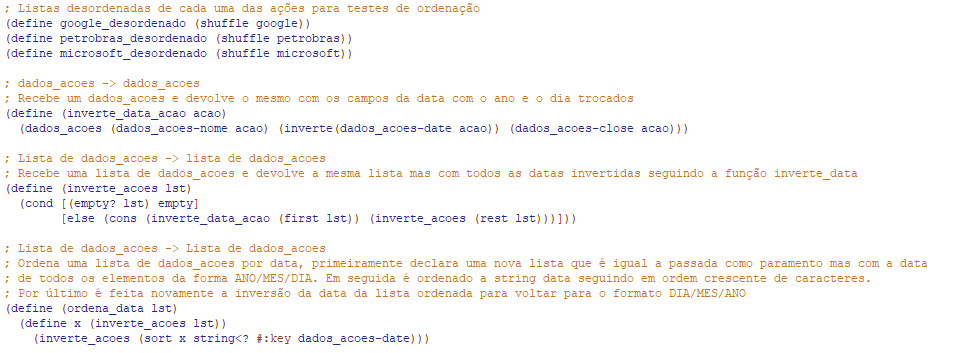 ; Listas desordenadas de cada uma das ações para testes de ordenação
(define google_desordenado (shuffle google))
(define petrobras_desordenado (shuffle petrobras))
(define microsoft_desordenado (shuffle microsoft))
; dados_acoes -> dados_acoes
; Recebe um dados_acoes e devolve o mesmo com os campos da data com o ano e o dia trocados
(define (inverte_data_acao acao)
(dados_acoes (dados_acoes-nome acao) (inverte(dados_acoes-date acao)) (dados_acoes-close acao)))
; Lista de dados_acoes -> lista de dados_acoes
; Recebe uma lista de dados_acoes e devolve a mesma lista mas com todos as datas invertidas seguindo a função inverte_data
(define (inverte_acoes lst)
(cond [(empty? lst) empty]
[else (cons (inverte_data_acao (first lst)) (inverte_acoes (rest lst)))]))
; Lista de dados_acoes -> Lista de dados_acoes
; Ordena uma lista de dados_acoes por data, primeiramente declara uma nova lista que é igual a passada como paramento mas com a data
; de todos os elementos da forma ANO/MES/DIA. Em seguida é ordenado a string data seguindo em ordem crescente de caracteres.
; Por último é feita novamente a inversão da data da lista ordenada para voltar para o formato DIA/MES/ANO
(define (ordena_data lst)
(define x (inverte_acoes lst))
(inverte_acoes (sort x string<? #:key dados_acoes-date)))